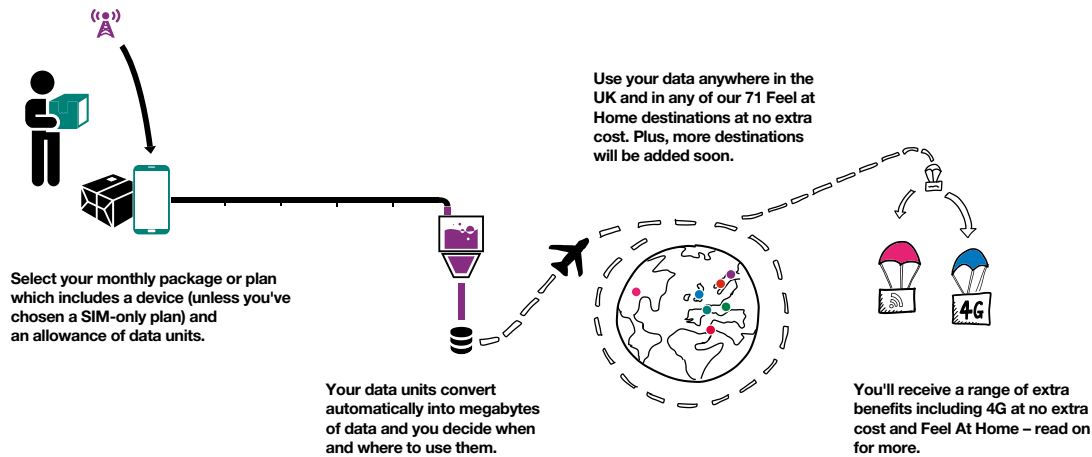 Select your monthly package or plan
which includes a device (unless you've
chosen a SIM-only plan) and
an allowance of data units.
Your data units convert
automatically into megabytes
of data and you decide when
and where to use them.
Use your data anywhere in the
UK and in any of our 71 Feel at
Home destinations at no extra
cost. Plus, more destinations
will be added soon.
4G
You'll receive a range of extra
benefits including 4G at no extra
cost and Feel At Home – read on
for more.